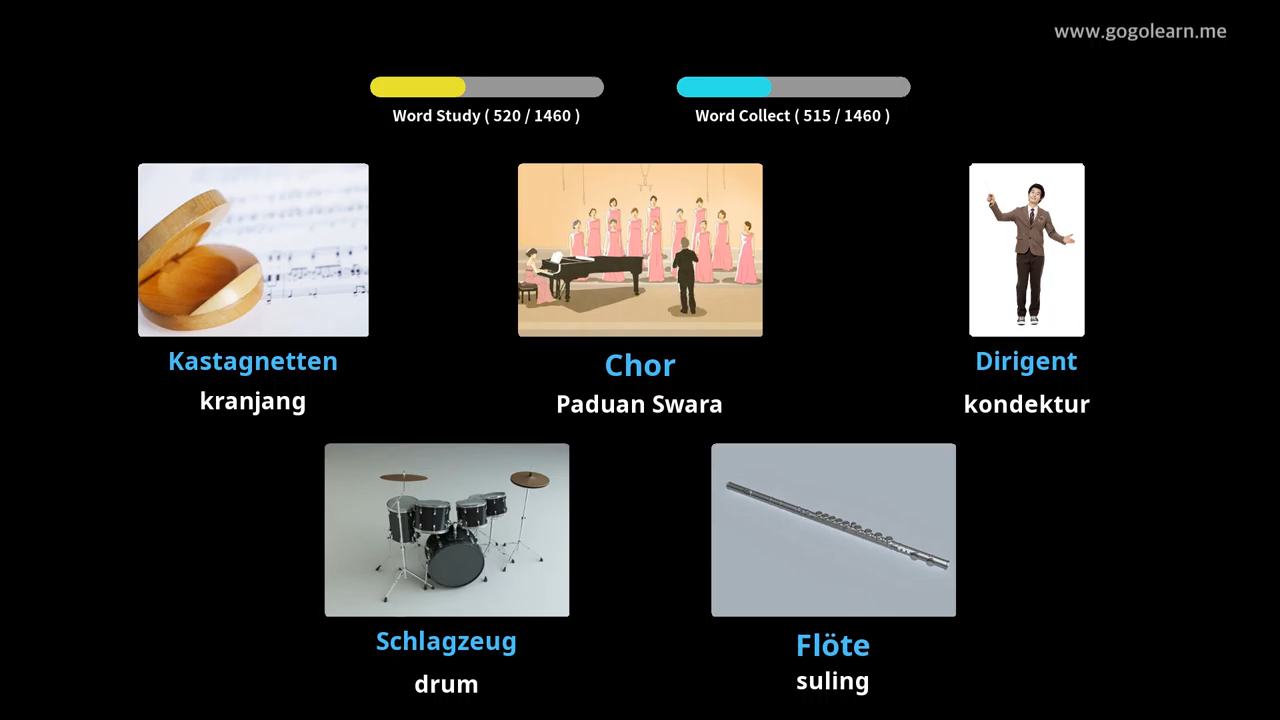 www.gogolearn.me
Word Study ( 520 / 1460 )
Word Collect ( 515 / 1460 )
Kastagnetten
kranjang
Chor
Paduan Swara
Dirigent
kondektur
Schlagzeug
drum
Flöte
suling